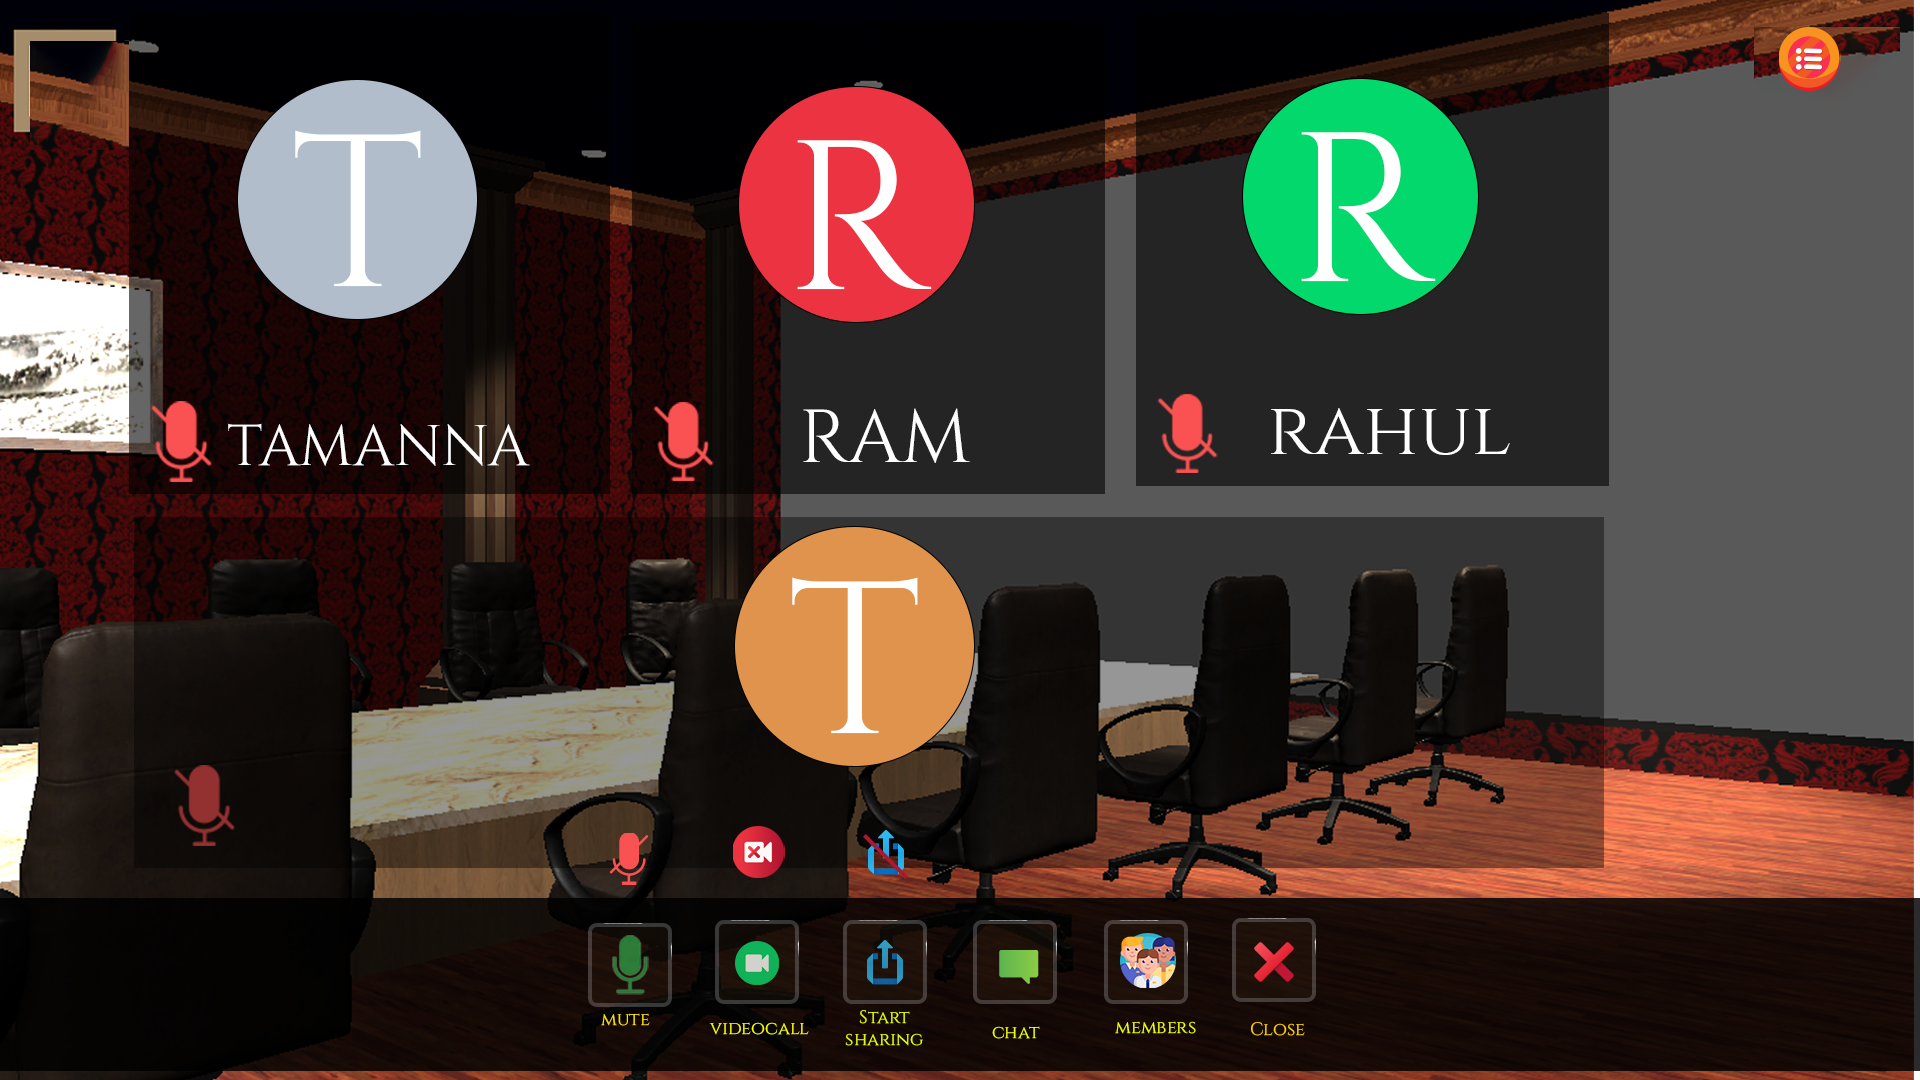 T
R
R
TAMANNA
RAM
RAHUL
T
MUTE
VIDEOCALL
START
SHARING
CHAT
MEMBERS
CLOSE